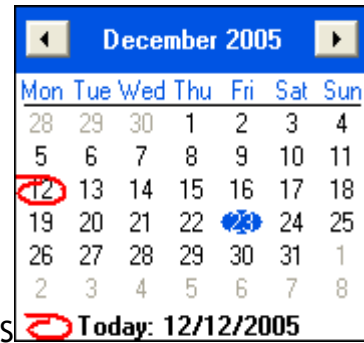 December 2005
Mon Tue Wed Thu Fri Sat Sun
28 29 30 1 2 3 4
5 6 7 8 9 10 11
12 13 14 15 16 17 18
19 20 21 22 23 24 25
26 27 28 29 30 31 1
2 3 4 5 6 7 8
s Today: 12/12/2005